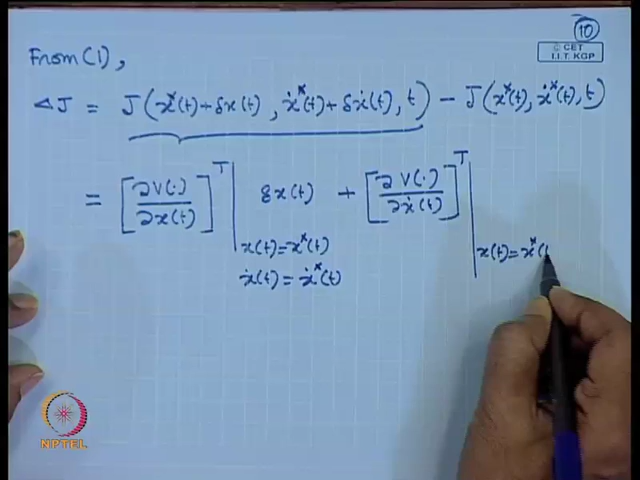 10
© CET
I.I.T. KGP
From (1),
ΔJ = J(x*(t)+δx(t), ẋ*(t)+δẋ(t), t) − J(x*(t), ẋ*(t), t)
= [∂V(·)/∂x(t)]^T | δx(t) + [∂V(·)/∂ẋ(t)]^T |
x(t)=x*(t)
ẋ(t)=ẋ*(t)
x(t)=x*(t
NPTEL